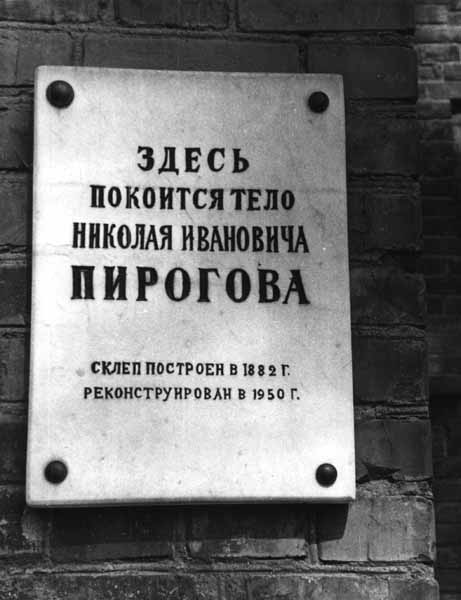 ЗДЕСЬ
ПОКОИТСЯ ТЕЛО
НИКОЛАЯ ИВАНОВИЧА
ПИРОГОВА
СКЛЕП ПОСТРОЕН В 1882 Г.
РЕКОНСТРУИРОВАН В 1950 Г.